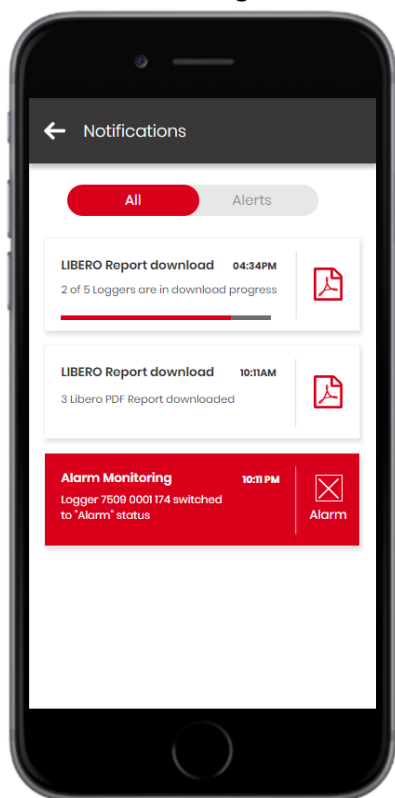 Notifications
All Alerts
LIBERO Report download 04:34PM
2 of 5 Loggers are in download progress
LIBERO Report download 10:11AM
3 Libero PDF Report downloaded
Alarm Monitoring 10:11 PM
Logger 7509 0001 174 switched
to "Alarm" status
Alarm